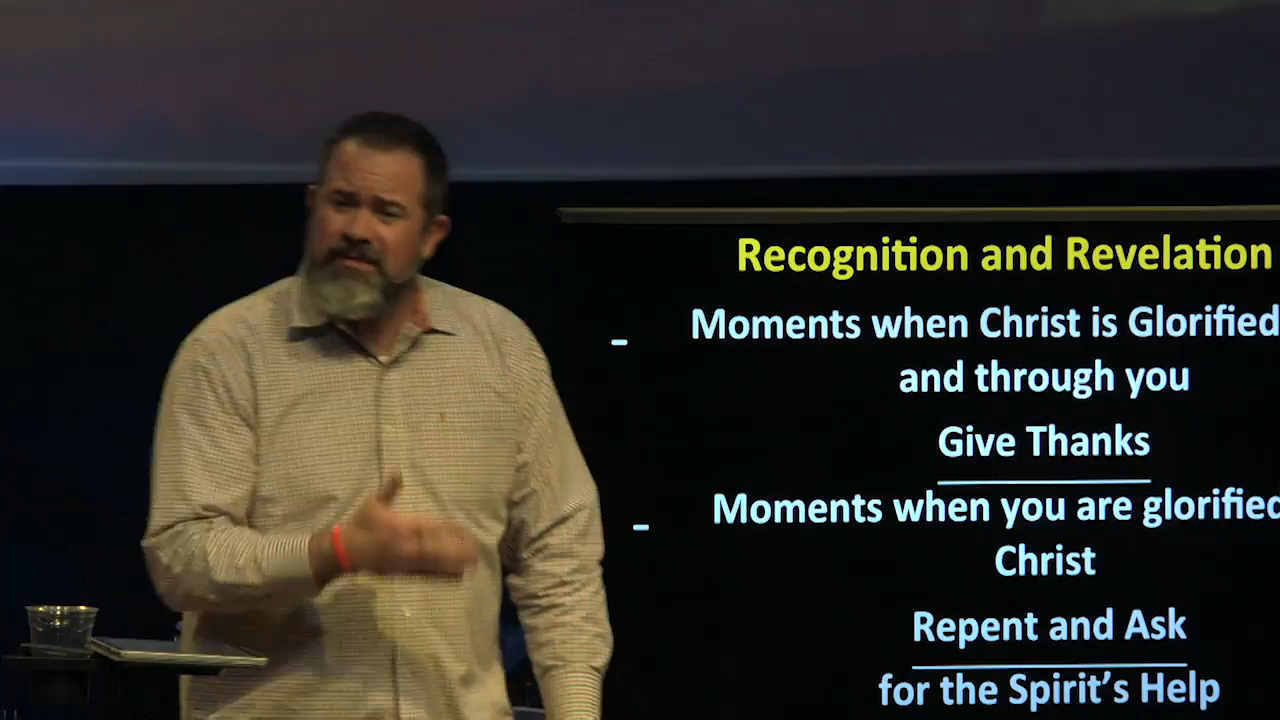 Recognition and Revelation
- Moments when Christ is Glorified
and through you
Give Thanks
- Moments when you are glorified
Christ
Repent and Ask
for the Spirit's Help